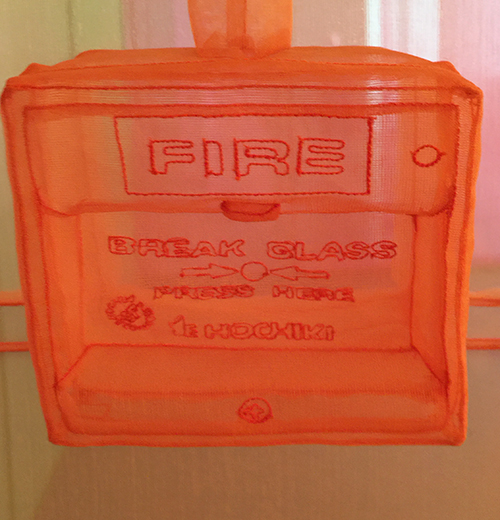 FIRE
BREAK GLASS
PRESS HERE
HOCHIKI